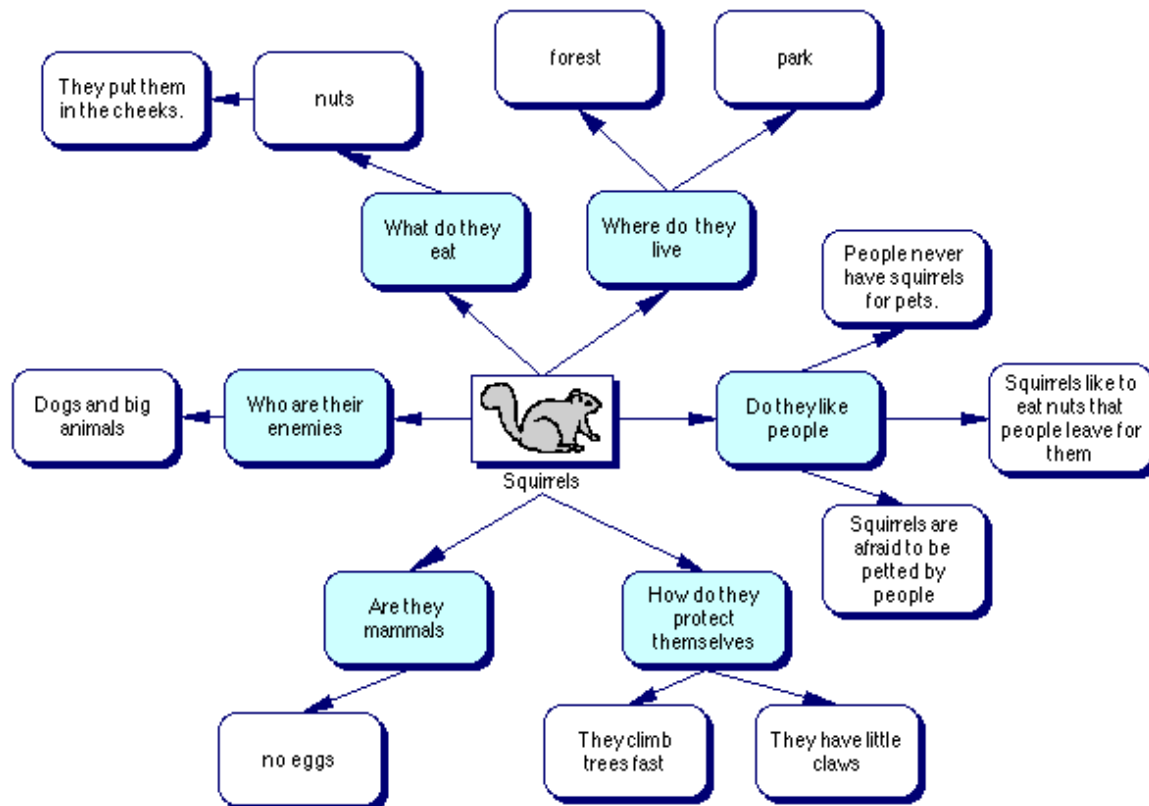 forest
park
They put them
in the cheeks.
nuts
What do they
eat
Where do they
live
People never
have squirrels
for pets.
Dogs and big
animals
Who are their
enemies
Squirrels
Do they like
people
Squirrels like to
eat nuts that
people leave for
them
Squirrels are
afraid to be
petted by
people
Are they
mammals
How do they
protect
themselves
no eggs
They climb
trees fast
They have little
claws